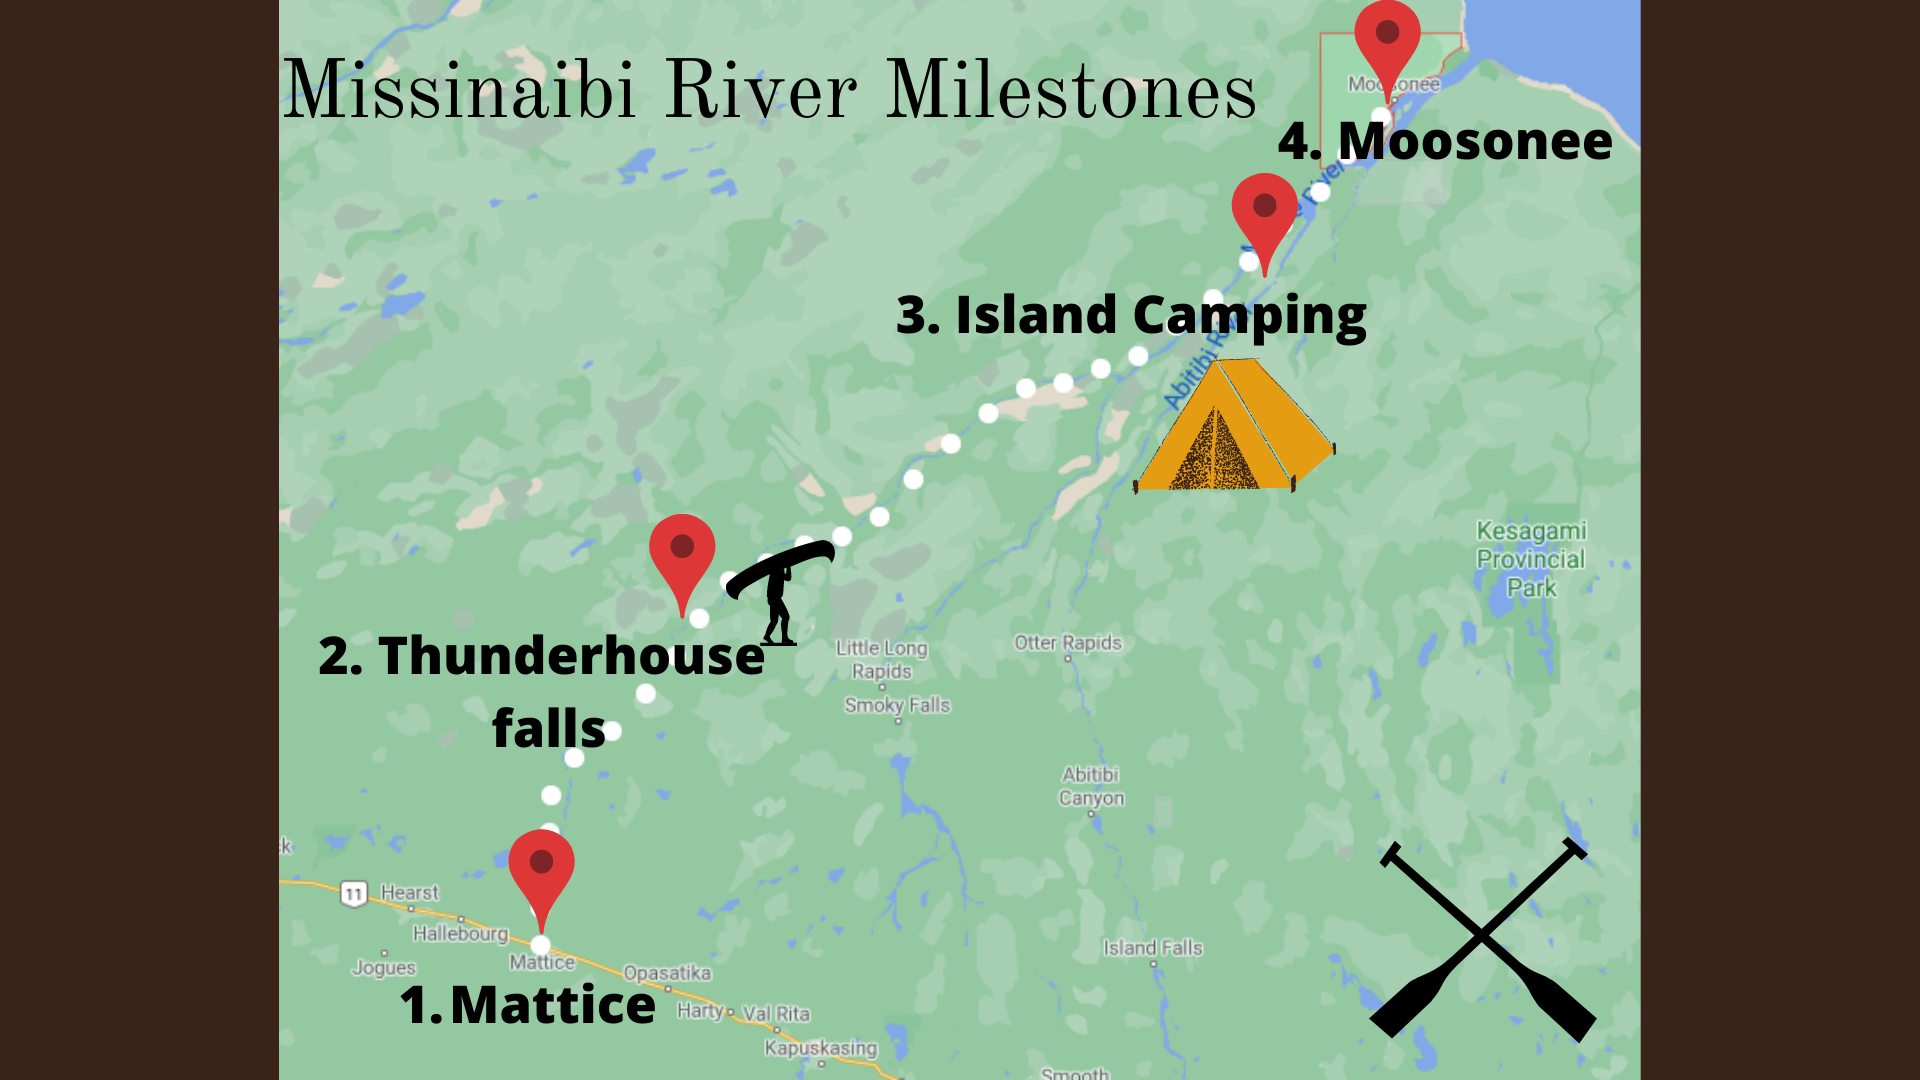 Missinaibi River Milestones
Moosonee
4. Moosonee
River
3. Island Camping
Abitibi River
Kesagami
Provincial
Park
2. Thunderhouse
falls
Little Long
Rapids
Otter Rapids
Smoky Falls
Abitibi
Canyon
11
Hearst
Hallebourg
Jogues
Mattice
Opasatika
Island Falls
1. Mattice
Harty
Val Rita
Kapuskasing
Smooth